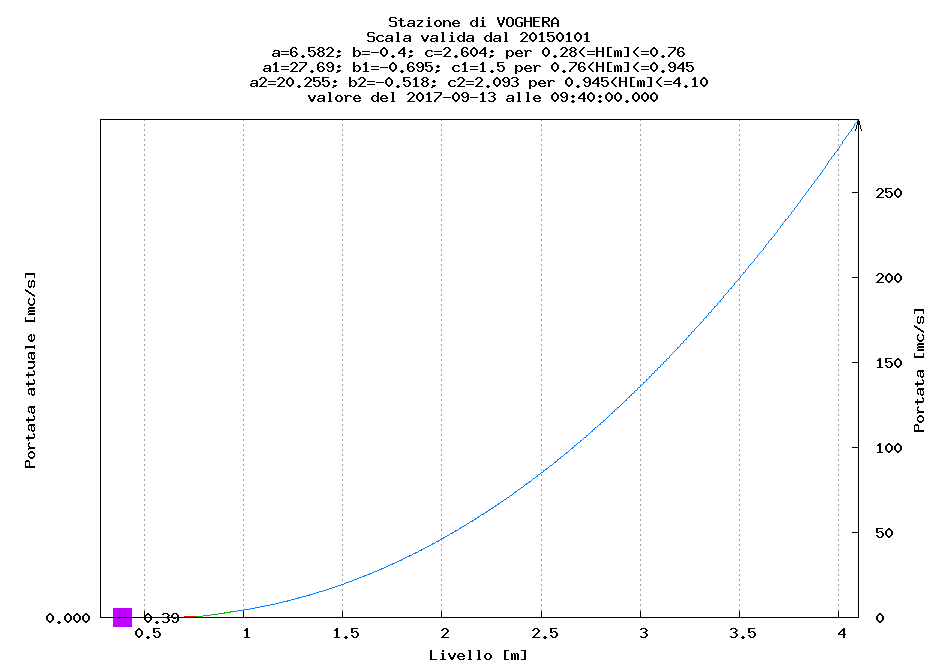 Stazione di VOGHERA
Scala valida dal 20150101
a=6.582; b=-0.4; c=2.604; per 0.28<=H[m]<=0.76
a1=27.69; b1=-0.695; c1=1.5 per 0.76<H[m]<=0.945
a2=20.255; b2=-0.518; c2=2.093 per 0.945<H[m]<=4.10
valore del 2017-09-13 alle 09:40:00.000
Portata attuale [mc/s]
0.000
0.39
250
200
150
100
50
0
Portata [mc/s]
0.5 1 1.5 2 2.5 3 3.5 4
Livello [m]